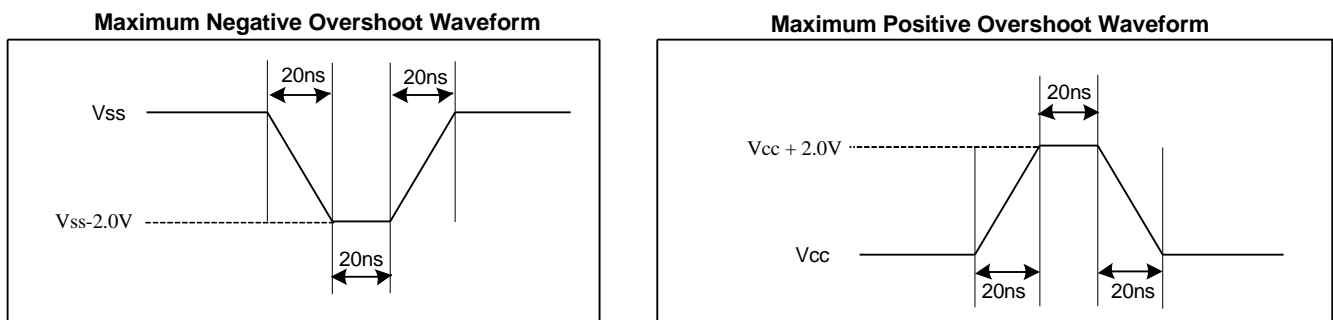 Maximum Negative Overshoot Waveform
20ns
20ns
Vss
Vss-2.0V
20ns
Maximum Positive Overshoot Waveform
20ns
Vcc + 2.0V
Vcc
20ns
20ns